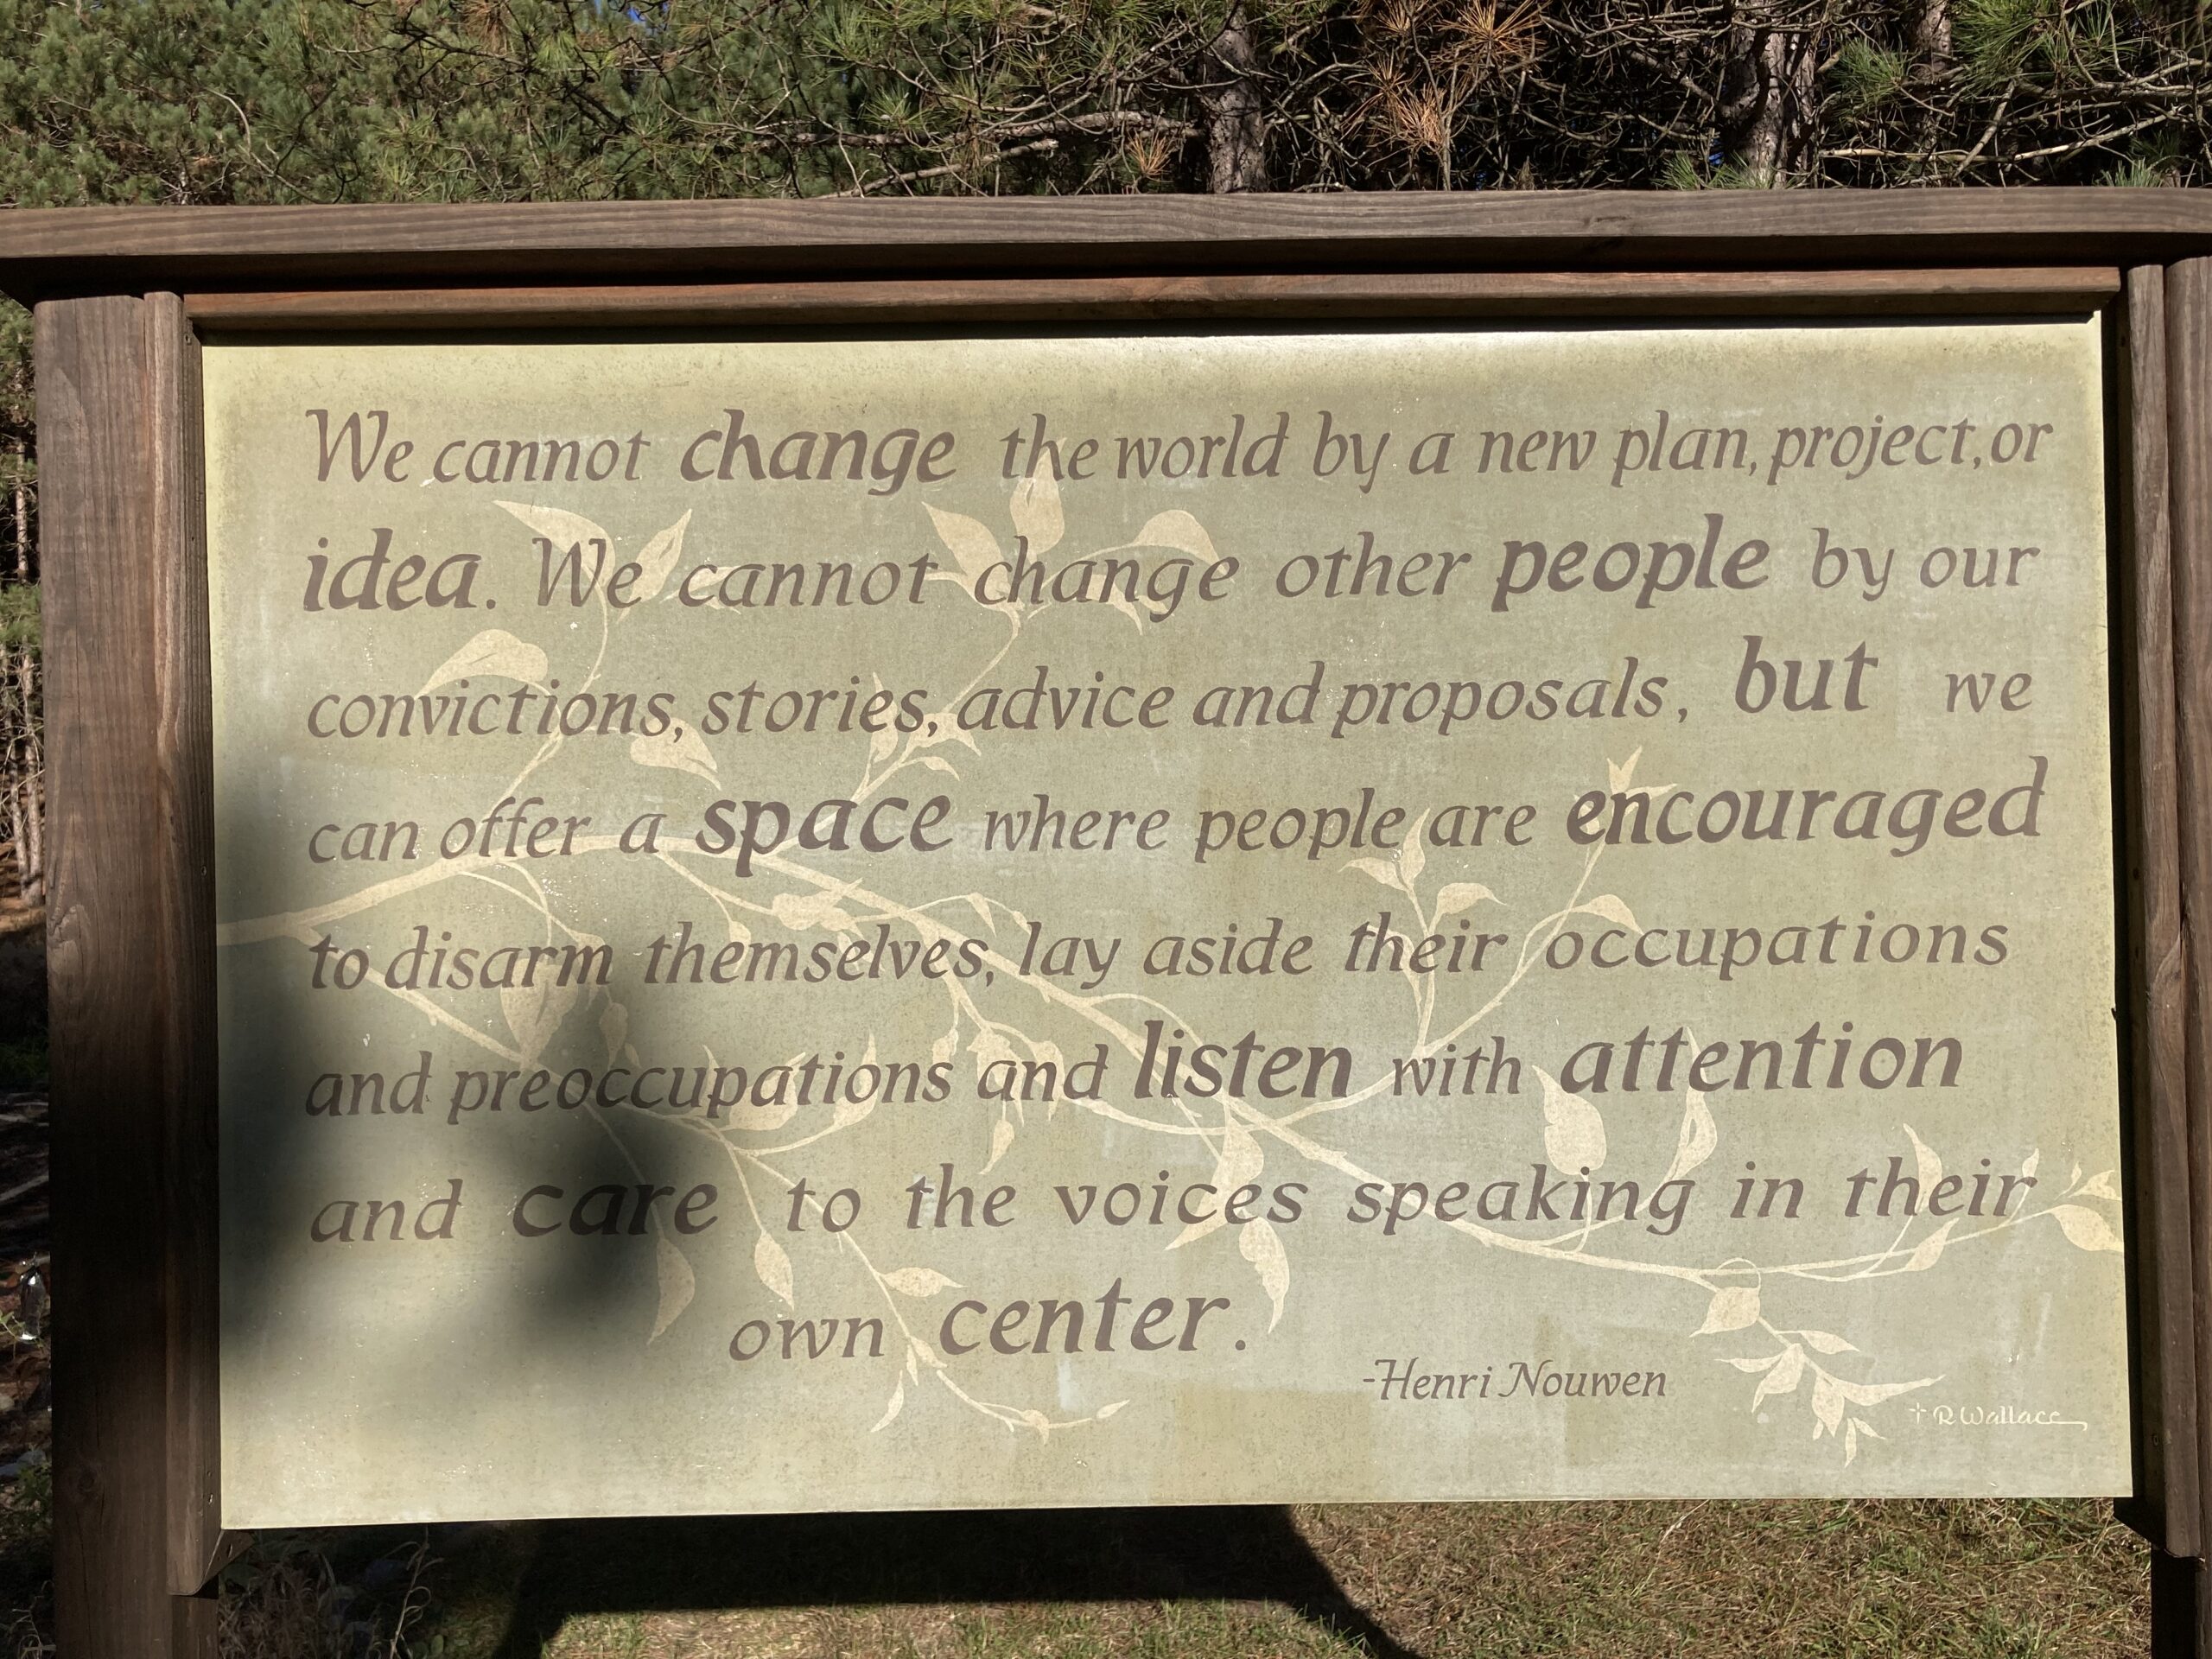 We cannot change the world by a new plan, project, or
idea. We cannot change other people by our
convictions, stories, advice and proposals, but we
can offer a space where people are encouraged
to disarm themselves, lay aside their occupations
and preoccupations and listen with attention
and care to the voices speaking in their
own center.
-Henri Nouwen
R Wallace